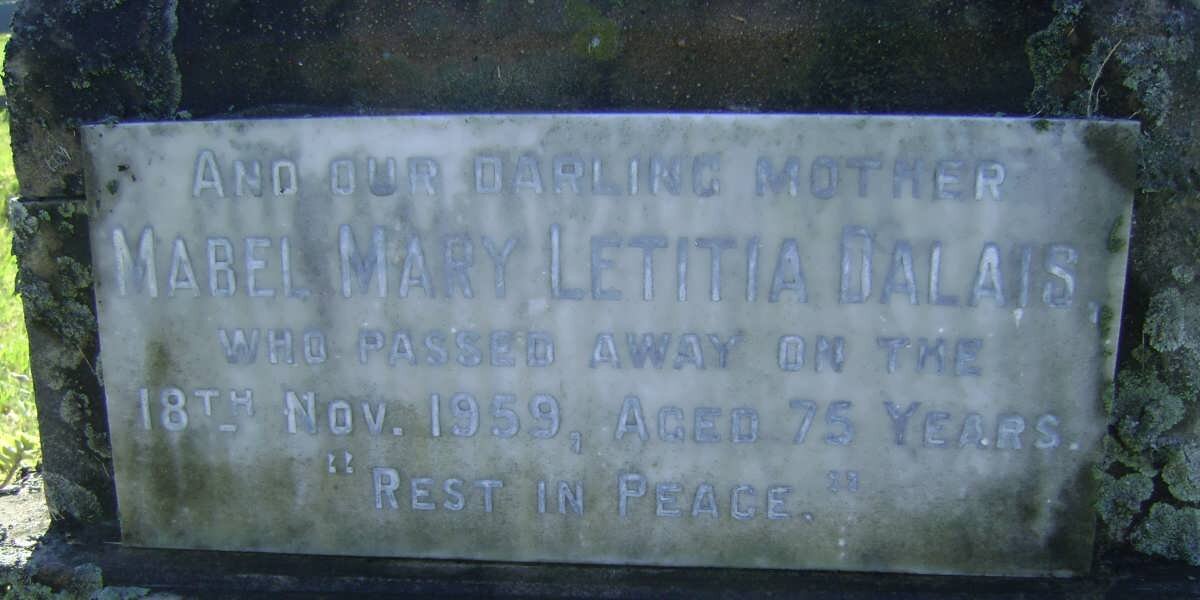 AND OUR DARLING MOTHER
MABEL MARY LETITIA DALAIS,
WHO PASSED AWAY ON THE
18TH NOV. 1959, AGED 75 YEARS.
"REST IN PEACE."